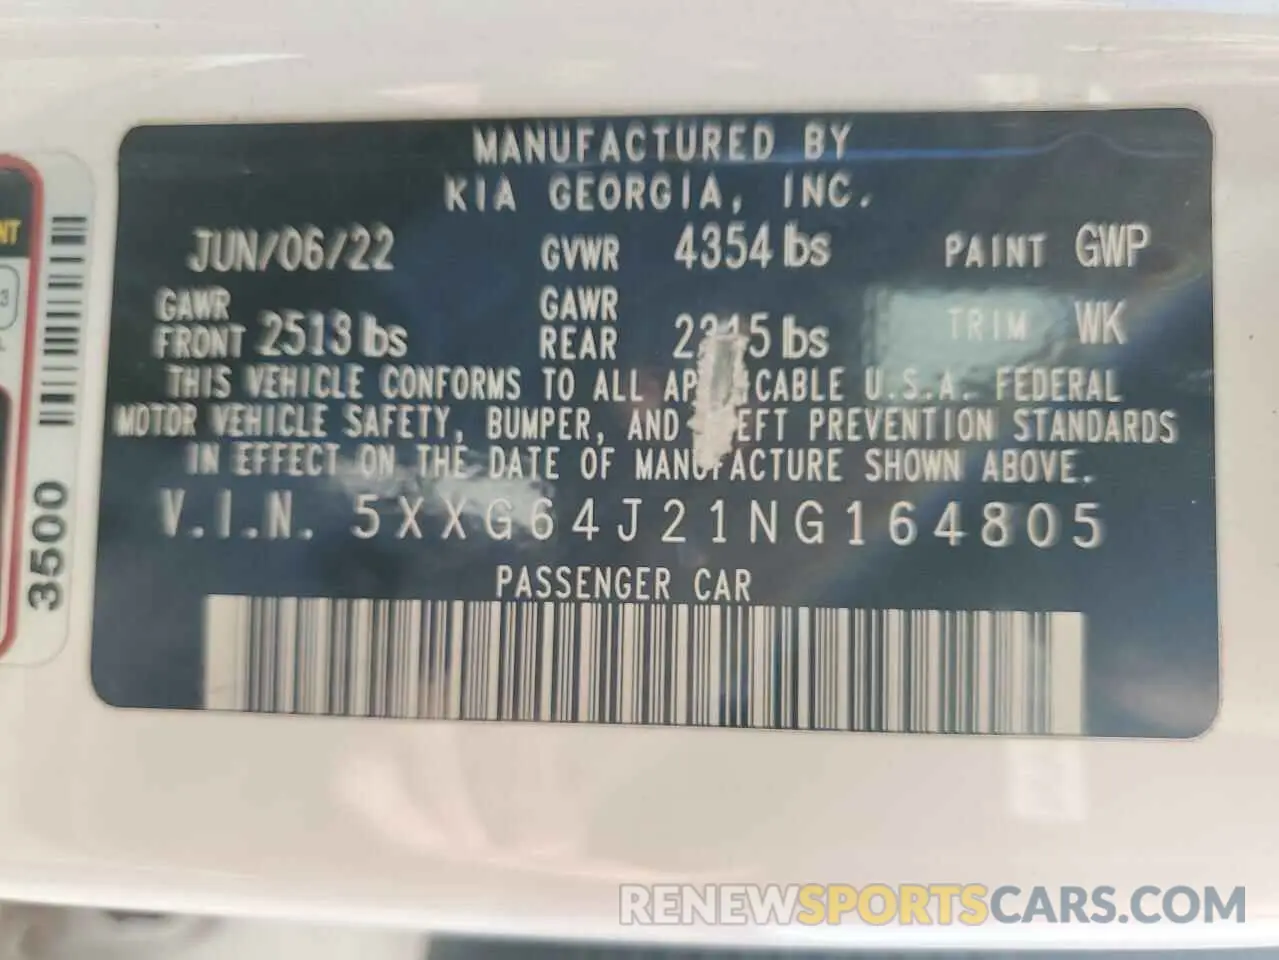 MANUFACTURED BY
KIA GEORGIA, INC.
JUN/06/22 GVWR 4354 lbs PAINT GWP
GAWR FRONT 2513 lbs GAWR REAR lbs TRIM WK
THIS VEHICLE CONFORMS TO ALL U.S.A. FEDERAL
MOTOR VEHICLE SAFETY, BUMPER, AND PREVENTION STANDARDS
IN EFFECT ON THE DATE OF MANUFACTURE SHOWN ABOVE.
V.I.N. 5XXG64J21NG164805
PASSENGER CAR
3500
RENEWSPORTSCARS.COM